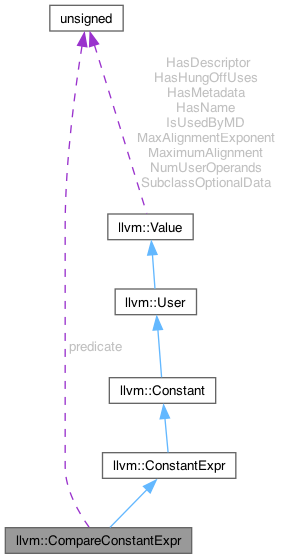 unsigned
HasDescriptor
HasHungOffUses
HasMetadata
HasName
IsUsedByMD
MaxAlignmentExponent
MaximumAlignment
NumUserOperands
SubclassOptionalData
llvm::Value
llvm::User
predicate
llvm::Constant
llvm::ConstantExpr
llvm::CompareConstantExpr